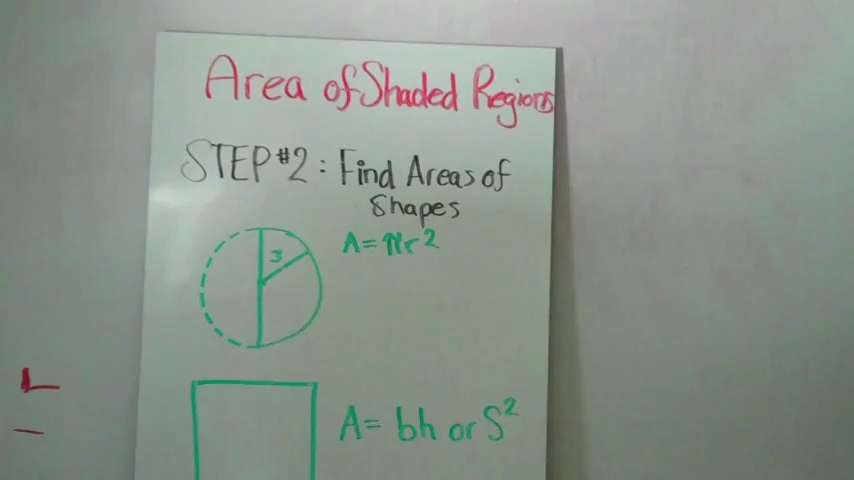 Area of Shaded Regions
STEP #2: Find Areas of
Shapes
3
A = πr2
A = bh or S2